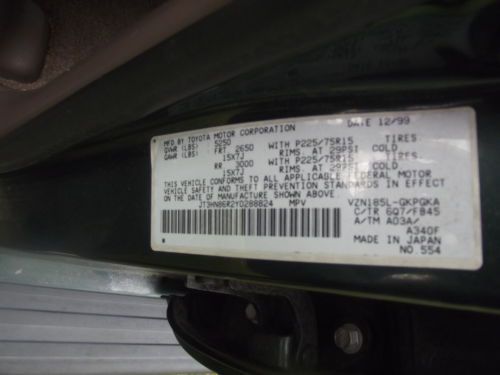 MFD BY TOYOTA MOTOR CORPORATION DATE 12/99
GVWR (LBS) 5250
GAWR (LBS) FRT 2650 WITH P225/75R15 TIRES
15X7J RIMS, AT 29PSI COLD
RR 3000 WITH P225/75R15 TIRES
15X7J RIMS, AT 29PSI COLD
THIS VEHICLE CONFORMS TO ALL APPLICABLE FEDERAL MOTOR
VEHICLE SAFETY AND THEFT PREVENTION STANDARDS IN EFFECT
ON THE DATE OF MANUFACTURE SHOWN ABOVE.
JT3HN86R2Y0288824 MPV VZN185L-GKPGKA
C/TR 6Q7/FB45
A/TM A03A/
A340F
MADE IN JAPAN
NO 554